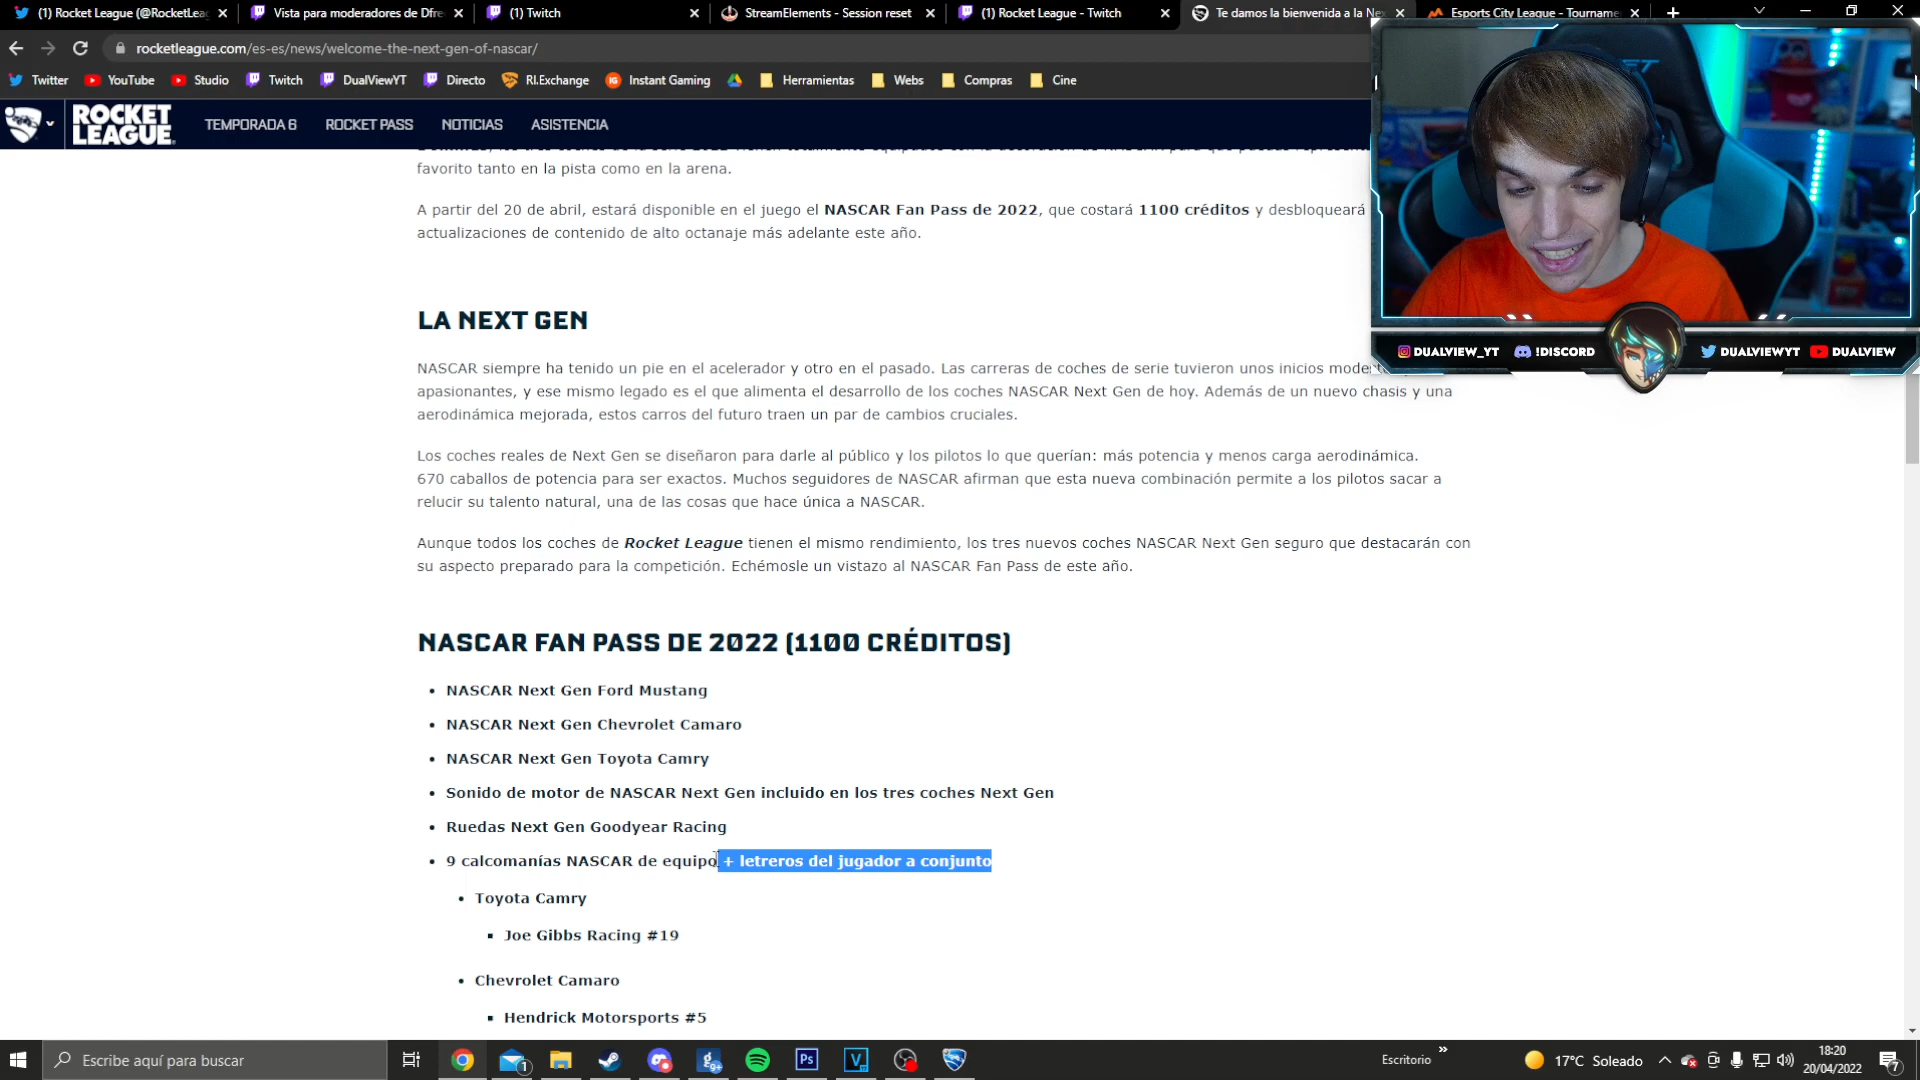 (1) Rocket League (@RocketLea
Vista para moderadores de Dfre
(1) Twitch
StreamElements - Session reset
(1) Rocket League - Twitch
Te damos la bienvenida a la Ne
Esports City League - Tourname
rocketleague.com/es-es/news/welcome-the-next-gen-of-nascar/
Twitter
YouTube
Studio
Twitch
DualViewYT
Directo
Rl.Exchange
Instant Gaming
Herramientas
Webs
Compras
Cine
ROCKET LEAGUE
TEMPORADA 6
ROCKET PASS
NOTICIAS
ASISTENCIA
favorito tanto en la pista como en la arena.
A partir del 20 de abril, estará disponible en el juego el NASCAR Fan Pass de 2022, que costará 1100 créditos y desbloqueará
actualizaciones de contenido de alto octanaje más adelante este año.
DUALVIEW_YT
!DISCORD
DUALVIEWYT
DUALVIEW
LA NEXT GEN
NASCAR siempre ha tenido un pie en el acelerador y otro en el pasado. Las carreras de coches de serie tuvieron unos inicios
apasionantes, y ese mismo legado es el que alimenta el desarrollo de los coches NASCAR Next Gen de hoy. Además de un nuevo chasis y una
aerodinámica mejorada, estos carros del futuro traen un par de cambios cruciales.
Los coches reales de Next Gen se diseñaron para darle al público y los pilotos lo que querían: más potencia y menos carga aerodinámica.
670 caballos de potencia para ser exactos. Muchos seguidores de NASCAR afirman que esta nueva combinación permite a los pilotos sacar a
relucir su talento natural, una de las cosas que hace única a NASCAR.
Aunque todos los coches de Rocket League tienen el mismo rendimiento, los tres nuevos coches NASCAR Next Gen seguro que destacarán con
su aspecto preparado para la competición. Echémosle un vistazo al NASCAR Fan Pass de este año.
NASCAR FAN PASS DE 2022 (1100 CRÉDITOS)
• NASCAR Next Gen Ford Mustang
• NASCAR Next Gen Chevrolet Camaro
• NASCAR Next Gen Toyota Camry
• Sonido de motor de NASCAR Next Gen incluido en los tres coches Next Gen
• Ruedas Next Gen Goodyear Racing
• 9 calcomanías NASCAR de equipo + letreros del jugador a conjunto
• Toyota Camry
▪ Joe Gibbs Racing #19
• Chevrolet Camaro
▪ Hendrick Motorsports #5
Escribe aquí para buscar
Escritorio
17°C Soleado
18:20
20/04/2022